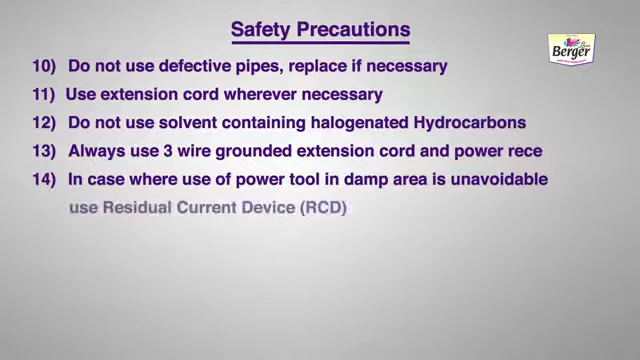 Safety Precautions
Berger
10) Do not use defective pipes, replace if necessary
11) Use extension cord wherever necessary
12) Do not use solvent containing halogenated Hydrocarbons
13) Always use 3 wire grounded extension cord and power rece
14) In case where use of power tool in damp area is unavoidable
use Residual Current Device (RCD)